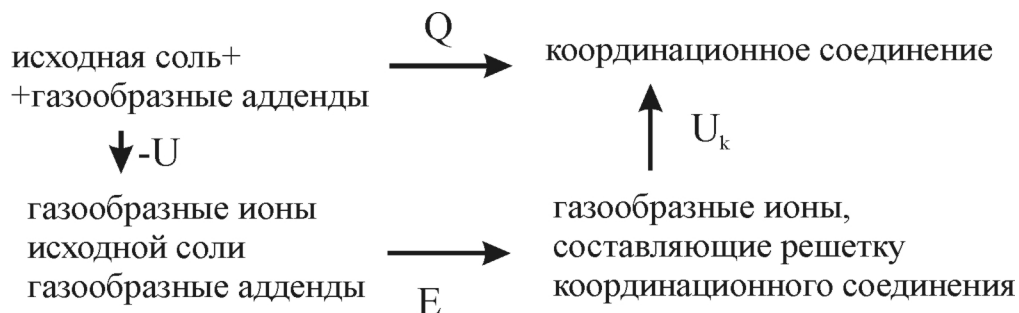 Q
исходная соль+
+газообразные адденды
координационное соединение
-U
U_k
газообразные ионы
исходной соли
газообразные адденды
E
газообразные ионы,
составляющие решетку
координационного соединения